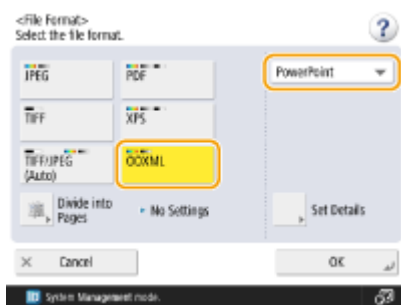 <File Format>
Select the file format.
?
JPEG
PDF
PowerPoint
TIFF
XPS
TIFF/JPEG
(Auto)
OOXML
Divide into
Pages
No Settings
Set Details
Cancel
OK
System Management mode.